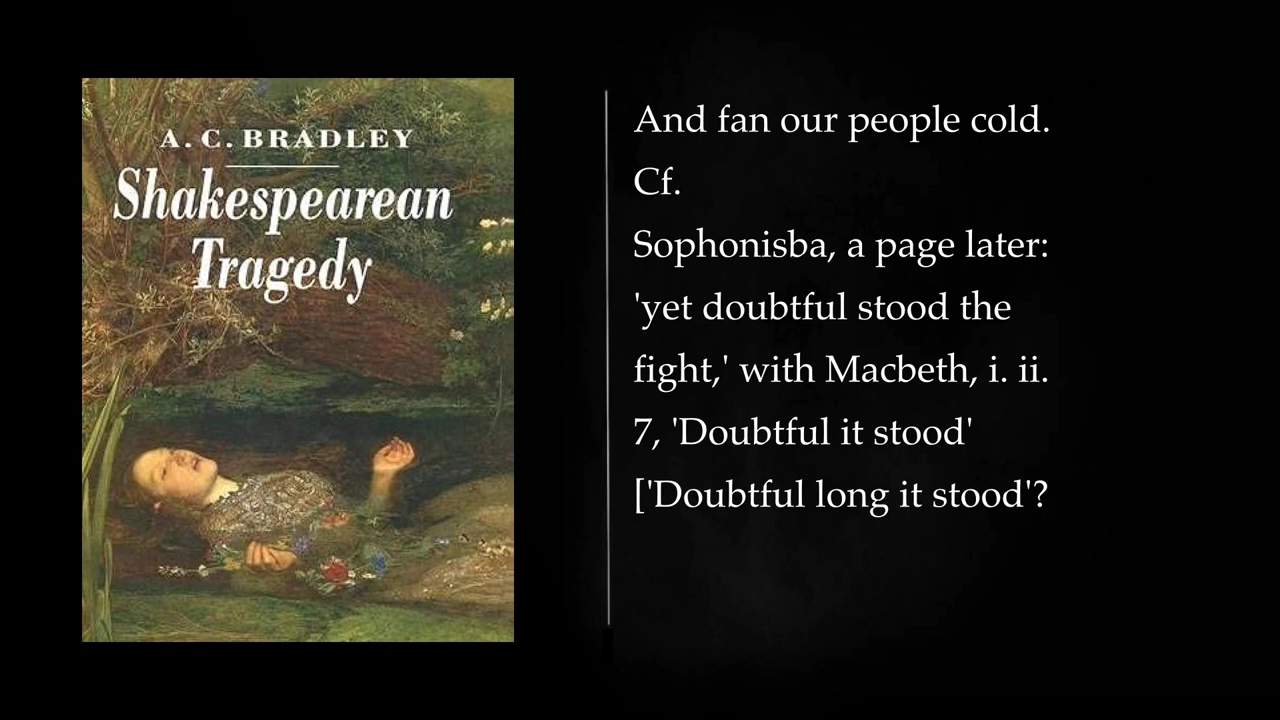 A. C. BRADLEY
Shakespearean
Tragedy
And fan our people cold.
Cf.
Sophonisba, a page later:
'yet doubtful stood the
fight,' with Macbeth, i. ii.
7, 'Doubtful it stood'
['Doubtful long it stood'?